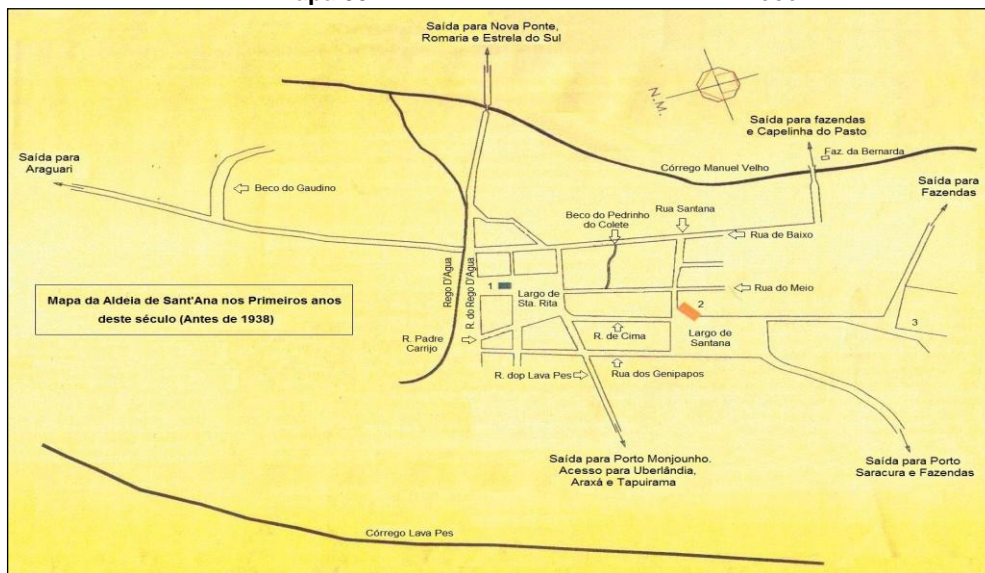 Saída para Nova Ponte,
Romaria e Estrela do Sul
N.M.
Saída para fazendas
e Capelinha do Pasto
Faz. da Bernarda
Córrego Manuel Velho
Saída para
Araguari
Beco do Gaudino
Saída para
Fazendas
Beco do Pedrinho
do Colete
Rua Santana
Rua de Baixo
Rego D'Agua
R. do Rego D'Agua
1
Largo de
Sta. Rita
Rua do Meio
Mapa da Aldeia de Sant'Ana nos Primeiros anos
deste século (Antes de 1938)
2
3
R. Padre
Carrijo
R. de Cima
Largo de
Santana
R. dop Lava Pes
Rua dos Genipapos
Saída para Porto Monjounho.
Acesso para Uberlândia,
Araxá e Tapuirama
Saída para Porto
Saracura e Fazendas
Córrego Lava Pes